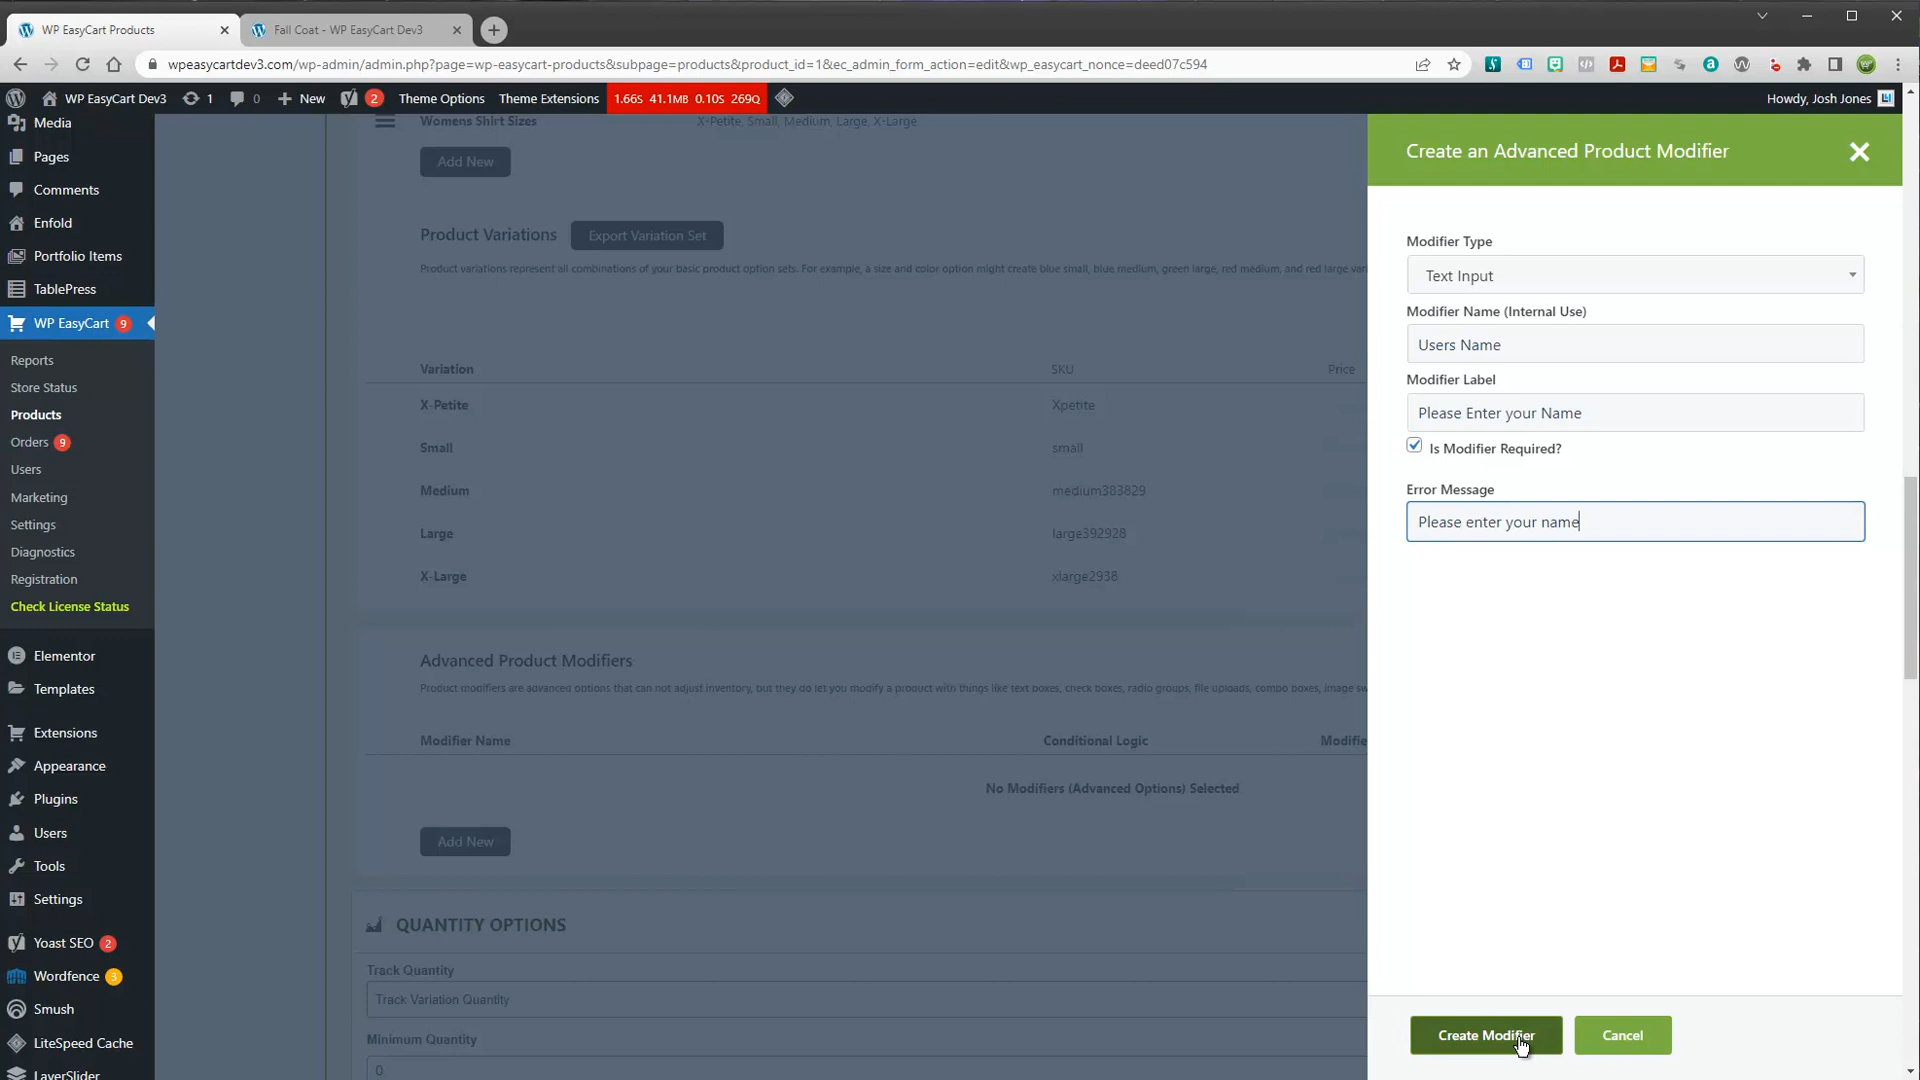 WP EasyCart Products
Fall Coat - WP EasyCart Dev3
wpeasycartdev3.com/wp-admin/admin.php?page=wp-easycart-products&subpage=products&product_id=1&ec_admin_form_action=edit&wp_easycart_nonce=deed07c594
WP EasyCart Dev3
1
0
New
2
Theme Options
Theme Extensions
1.66S 41.1MB 0.10S 269Q
Howdy, Josh Jones
Media
Pages
Comments
Enfold
Portfolio Items
TablePress
WP EasyCart 9
Reports
Store Status
Products
Orders 9
Users
Marketing
Settings
Diagnostics
Registration
Check License Status
Elementor
Templates
Extensions
Appearance
Plugins
Users
Tools
Settings
Yoast SEO 2
Wordfence 3
Smush
LiteSpeed Cache
LayerSlider
Womens Shirt Sizes
X-Petite, Small, Medium, Large, X-Large
Add New
Product Variations
Export Variation Set
Product variations represent all combinations of your basic product option sets. For example, a size and color option might create blue small, blue medium, green large, red medium, and red large
Variation SKU Price
X-Petite Xpetite
Small small
Medium medium383829
Large large392928
X-Large xlarge2938
Advanced Product Modifiers
Product modifiers are advanced options that can not adjust inventory, but they do let you modify a product with things like text boxes, check boxes, radio groups, file uploads, combo boxes, image
Modifier Name Conditional Logic Modifie
No Modifiers (Advanced Options) Selected
Add New
QUANTITY OPTIONS
Track Quantity
Track Variation Quantity
Minimum Quantity
0
Create an Advanced Product Modifier
Modifier Type
Text Input
Modifier Name (Internal Use)
Users Name
Modifier Label
Please Enter your Name
Is Modifier Required?
Error Message
Please enter your name
Create Modifier
Cancel